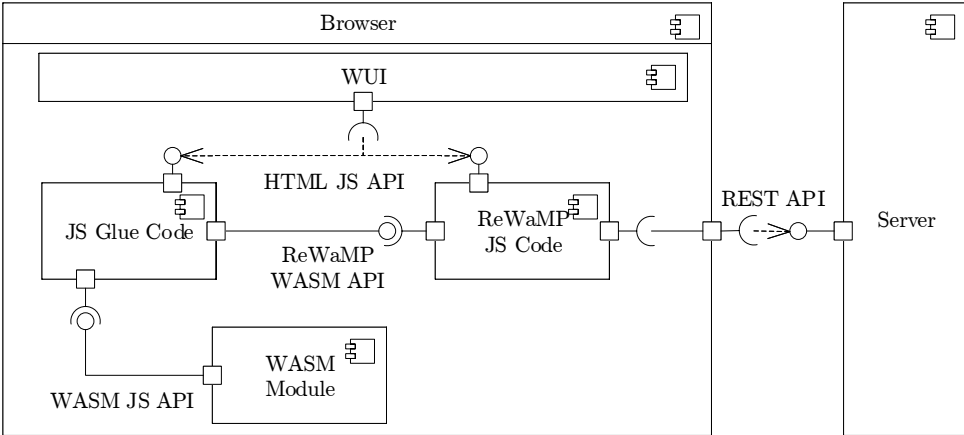 Browser
WUI
HTML JS API
JS Glue Code
ReWaMP
JS Code
REST API
Server
ReWaMP
WASM API
WASM
Module
WASM JS API